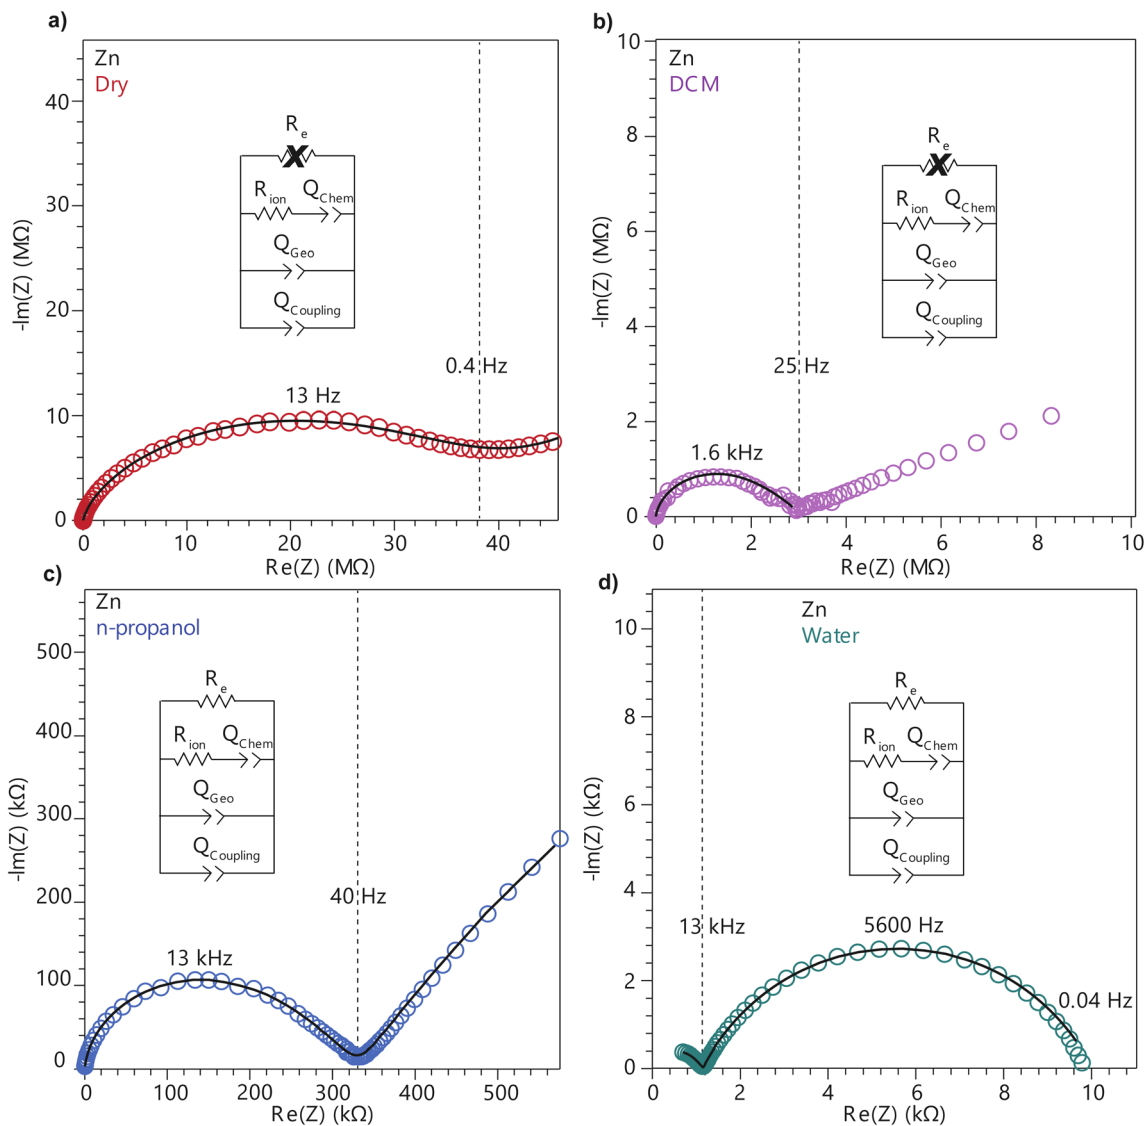 a)
Zn
Dry
R e
R ion Q Chem
Q Geo
Q Coupling
0.4 Hz
13 Hz
40
30
20
10
0
-Im(Z) (MΩ)
0 10 20 30 40
Re(Z) (MΩ)
b)
Zn
DCM
R e
R ion Q Chem
Q Geo
Q Coupling
25 Hz
1.6 kHz
10
8
6
4
2
0
-Im(Z) (MΩ)
0 2 4 6 8 10
Re(Z) (MΩ)
c)
Zn
n-propanol
R e
R ion Q Chem
Q Geo
Q Coupling
40 Hz
13 kHz
500
400
300
200
100
0
-Im(Z) (kΩ)
0 100 200 300 400 500
Re(Z) (kΩ)
d)
Zn
Water
R e
R ion Q Chem
Q Geo
Q Coupling
13 kHz
5600 Hz
0.04 Hz
10
8
6
4
2
0
-Im(Z) (kΩ)
0 2 4 6 8 10
Re(Z) (kΩ)